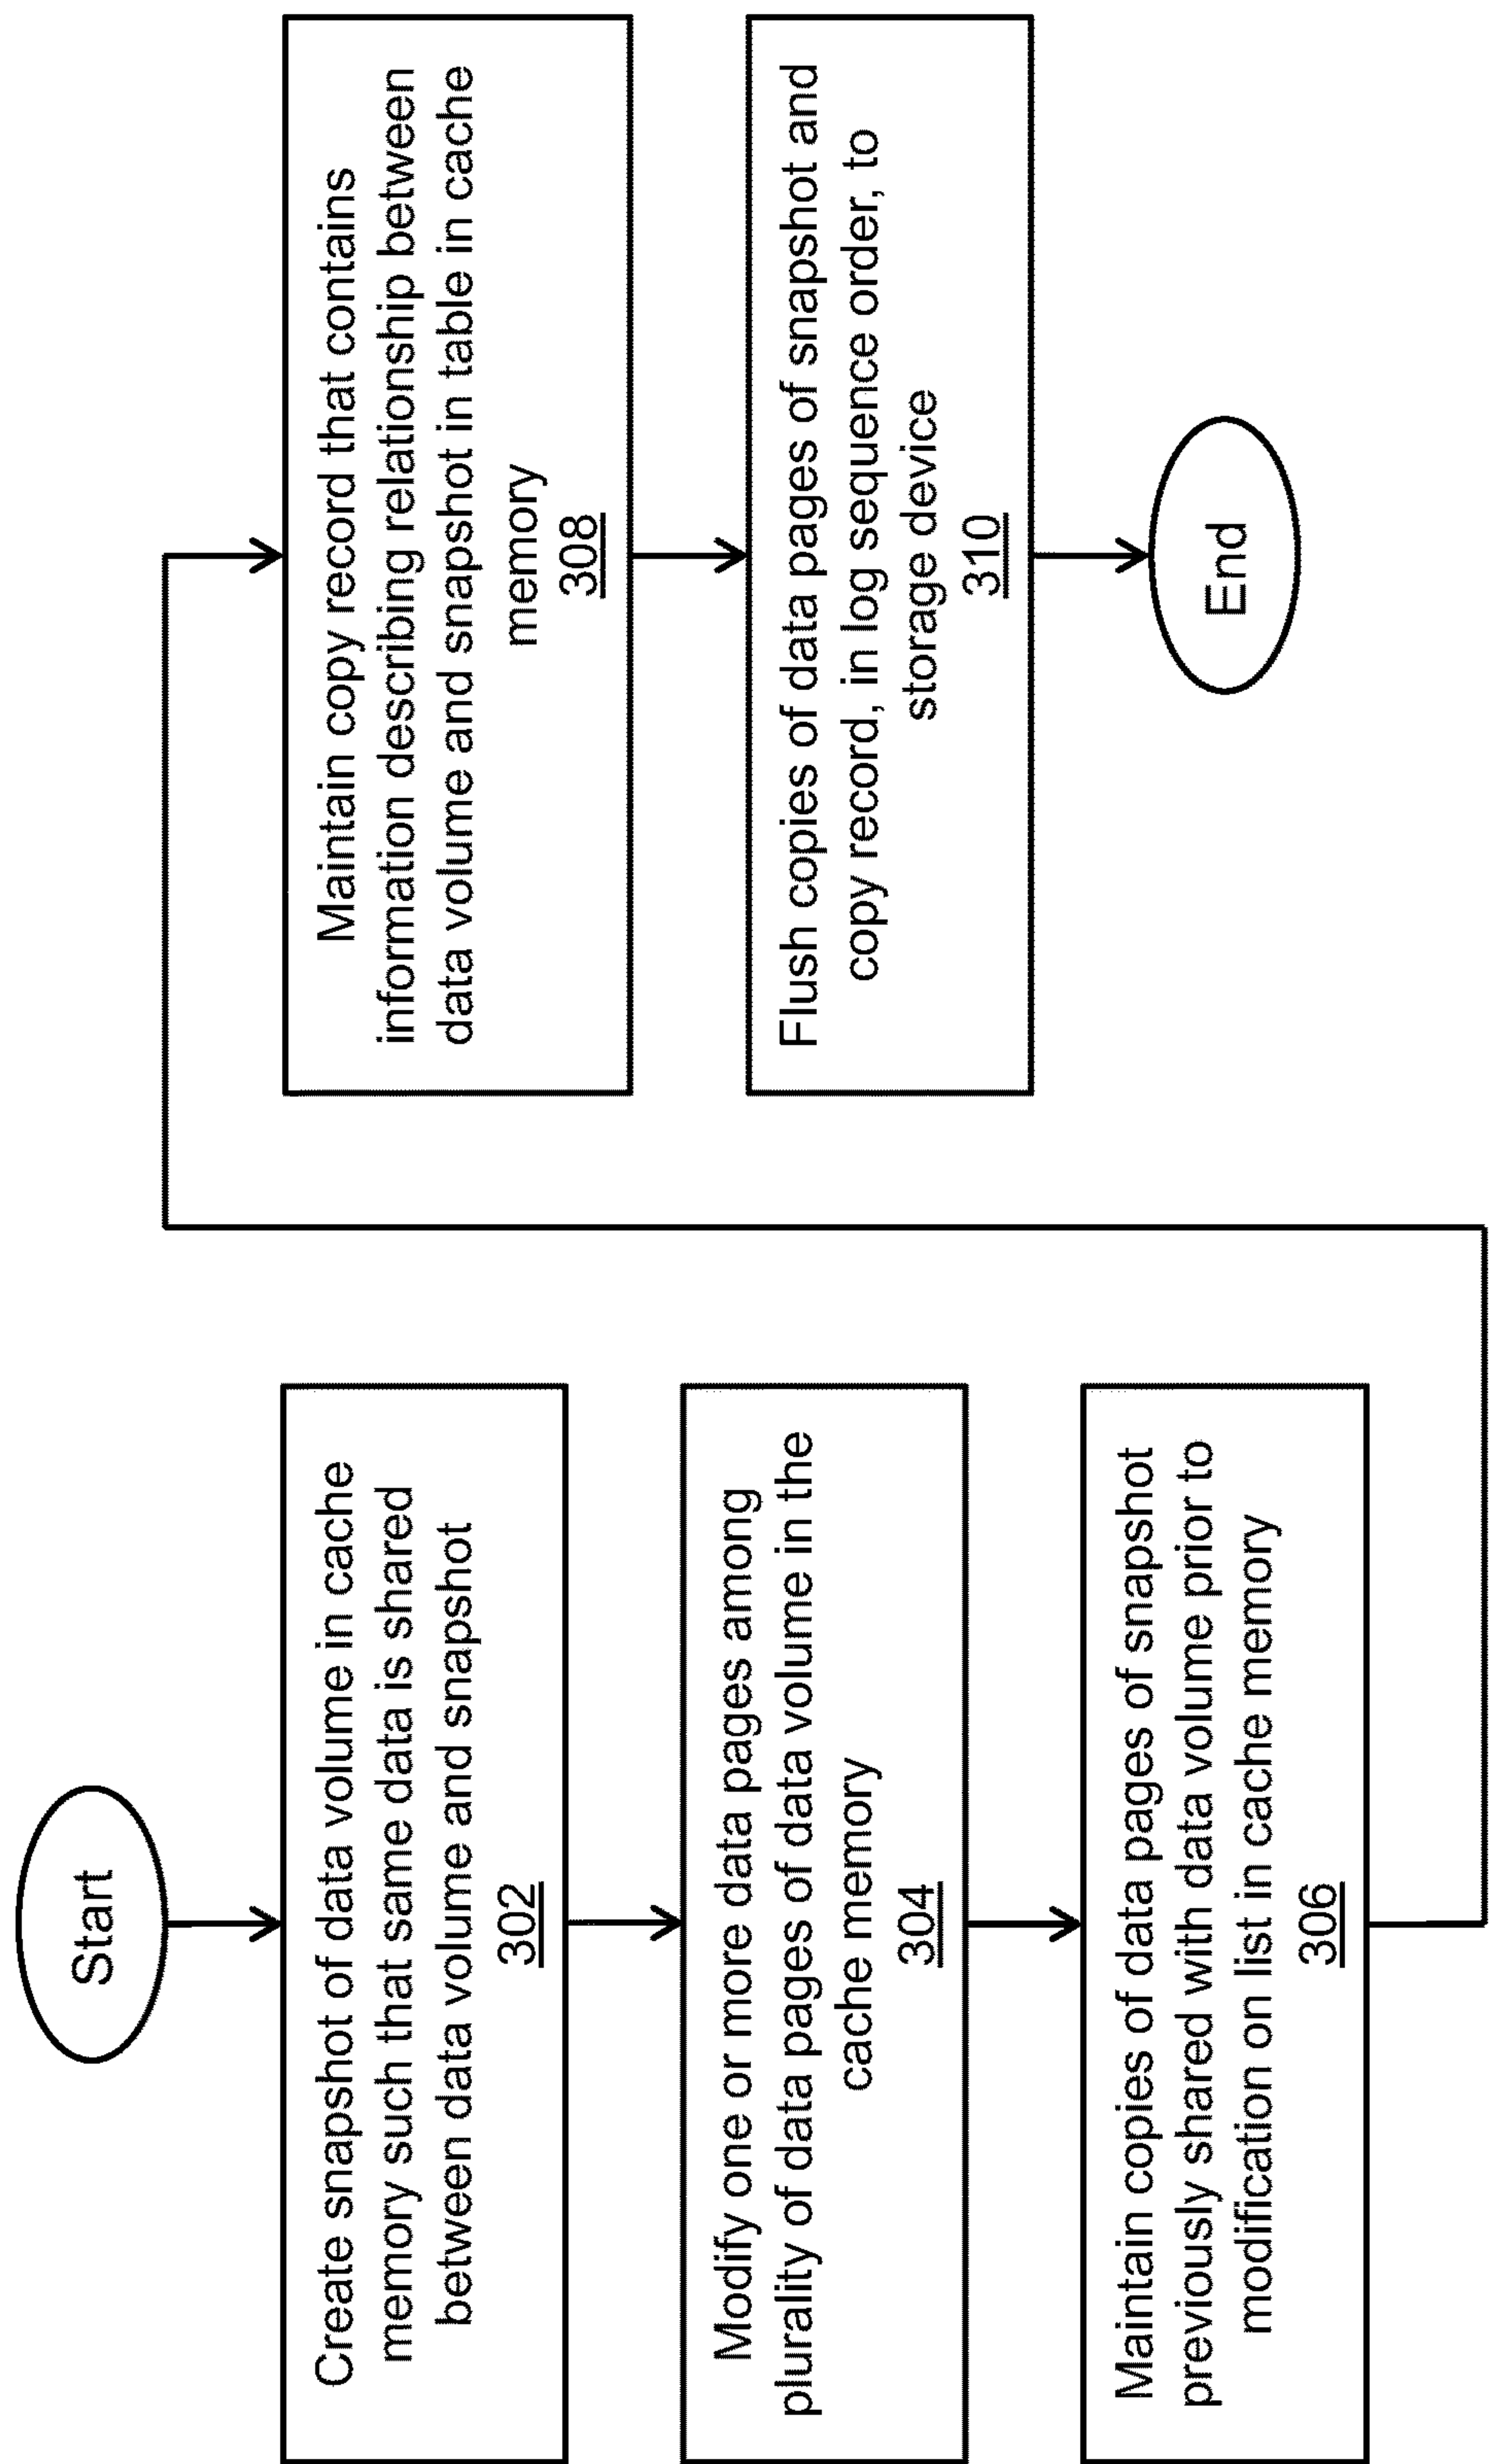 Start
Create snapshot of data volume in cache
memory such that same data is shared
between data volume and snapshot
302
Modify one or more data pages among
plurality of data pages of data volume in the
cache memory
304
Maintain copies of data pages of snapshot
previously shared with data volume prior to
modification on list in cache memory
306
Maintain copy record that contains
information describing relationship between
data volume and snapshot in table in cache
memory
308
Flush copies of data pages of snapshot and
copy record, in log sequence order, to
storage device
310
End